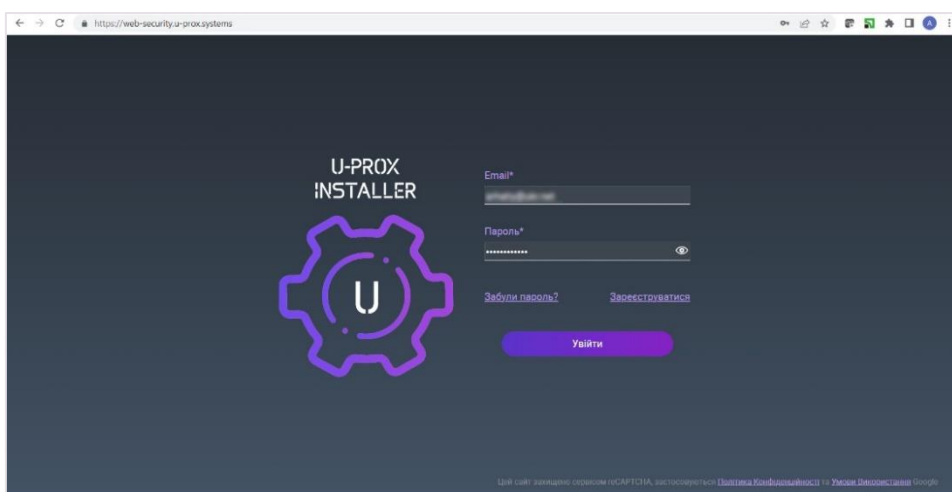 https://web-security.u-prox.systems
A
U-PROX
INSTALLER
U
Email*
Пароль*
Забули пароль?
Зареєструватися
Увійти
Цей сайт захищено сервісом reCAPTCHA, застосовуються Політика Конфіденційності та Умови Використання Google